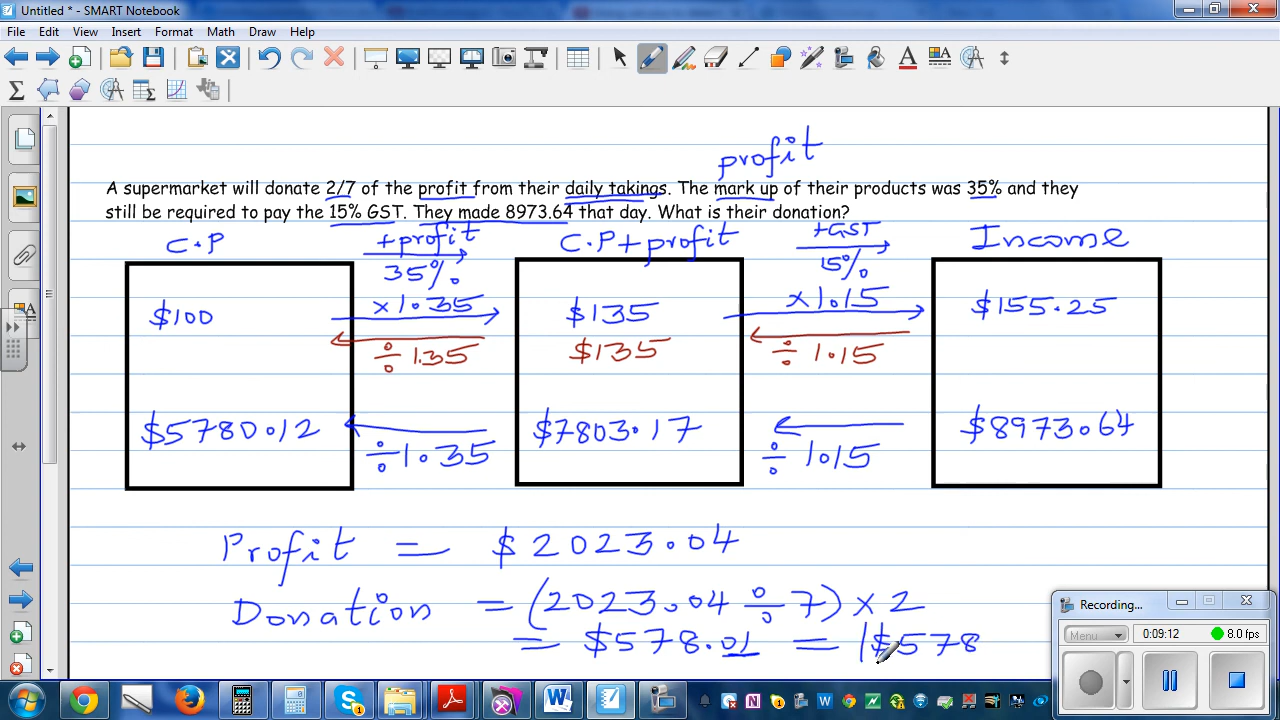 Untitled * - SMART Notebook
File Edit View Insert Format Math Draw Help
profit
A supermarket will donate 2/7 of the profit from their daily takings. The mark up of their products was 35% and they
still be required to pay the 15% GST. They made 8973.64 that day. What is their donation?
C.P +profit C.P+profit +GST Income
35% 15%
$100 ×1.35 $135 ×1.15 $155.25
÷ 1.35 $135 ÷ 1.15
$5780.12 ÷1.35 $7803.17 ÷ 1.15 $8973.64
Profit = $2023.04
Donation = (2023.04 ÷ 7) × 2
= $578.01 = $578
Recording...
Menu 00:09:12 8.0 fps
9:55 a.m.